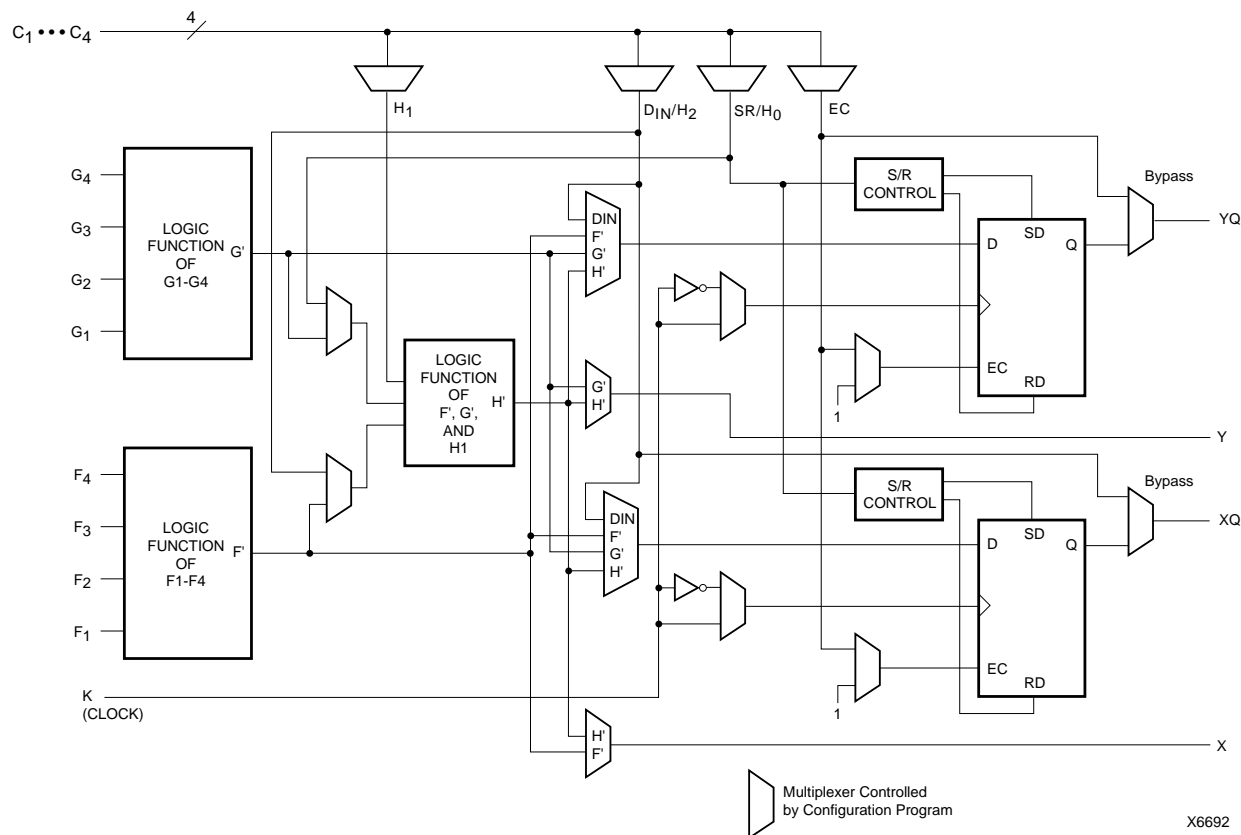 C1 ••• C4
4
H1
DIN/H2
SR/H0
EC
G4
G3
G2
G1
LOGIC
FUNCTION
OF
G1-G4
G'
DIN
F'
G'
H'
S/R
CONTROL
Bypass
D
SD
Q
YQ
EC
RD
1
LOGIC
FUNCTION
OF
F', G',
AND
H1
H'
G'
H'
Y
F4
F3
F2
F1
LOGIC
FUNCTION
OF
F1-F4
F'
DIN
F'
G'
H'
S/R
CONTROL
Bypass
D
SD
Q
XQ
EC
RD
1
K
(CLOCK)
H'
F'
X
Multiplexer Controlled
by Configuration Program
X6692